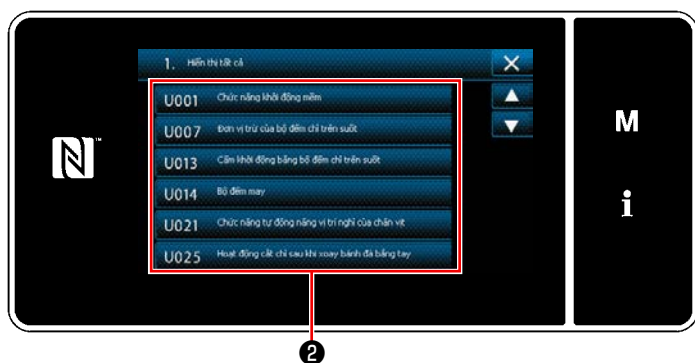 1. Hiển thị tất cả
U001 Chức năng khởi động mềm
U007 Đơn vị trừ của bộ đếm chỉ trên suốt
U013 Cấm khởi động bằng bộ đếm chỉ trên suốt
U014 Bộ đếm may
U021 Chức năng tự động nâng vị trí nghỉ của chân vịt
U025 Hoạt động cắt chỉ sau khi xoay bánh đà bằng tay
N™
M
i
❷